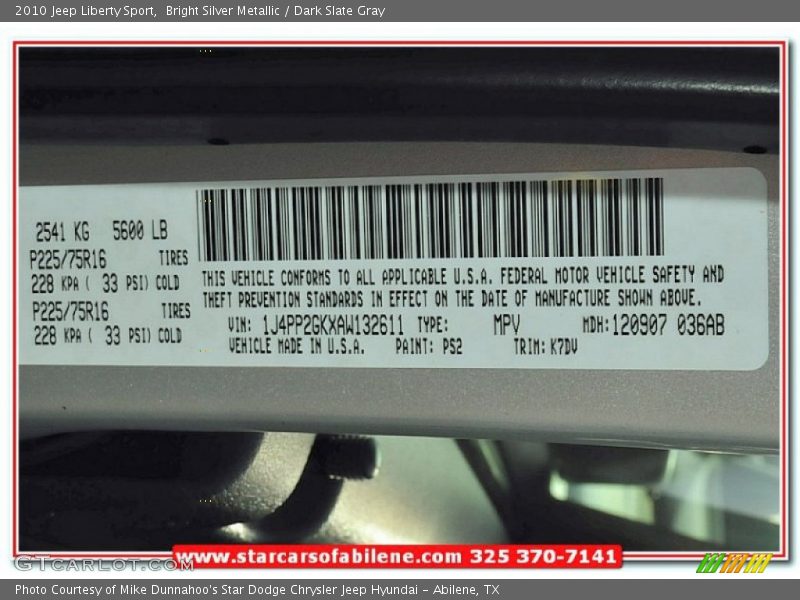 2010 Jeep Liberty Sport,  Bright Silver Metallic / Dark Slate Gray
2541 KG 5600 LB
P225/75R16 TIRES
228 KPA ( 33 PSI) COLD
P225/75R16 TIRES
228 KPA ( 33 PSI) COLD
THIS VEHICLE CONFORMS TO ALL APPLICABLE U.S.A. FEDERAL MOTOR VEHICLE SAFETY AND
THEFT PREVENTION STANDARDS IN EFFECT ON THE DATE OF MANUFACTURE SHOWN ABOVE.
VIN: 1J4PP2GKXAW132611 TYPE: MPV MDH:120907 036AB
VEHICLE MADE IN U.S.A. PAINT: PS2 TRIM: K7DV
www.starcarsofabilene.com 325 370-7141
GTCARLOT.COM
Photo Courtesy of Mike Dunnahoo's Star Dodge Chrysler Jeep Hyundai - Abilene, TX